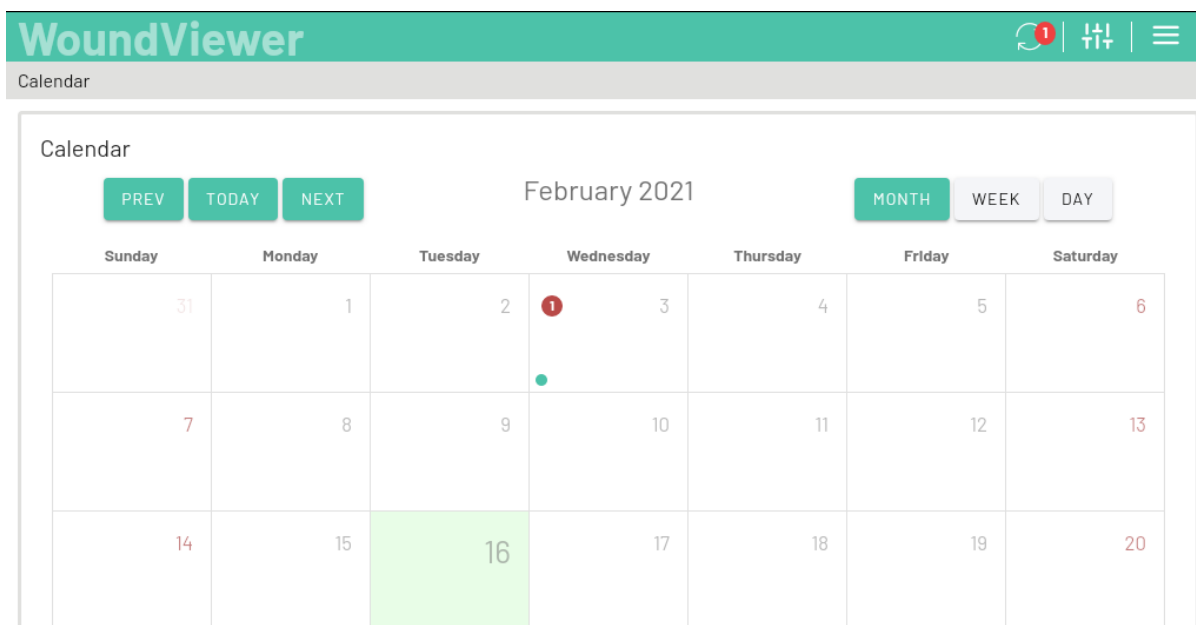 WoundViewer 1
Calendar
Calendar
PREV TODAY NEXT February 2021 MONTH WEEK DAY
Sunday Monday Tuesday Wednesday Thursday Friday Saturday
31 1 2 1 3 4 5 6
7 8 9 10 11 12 13
14 15 16 17 18 19 20